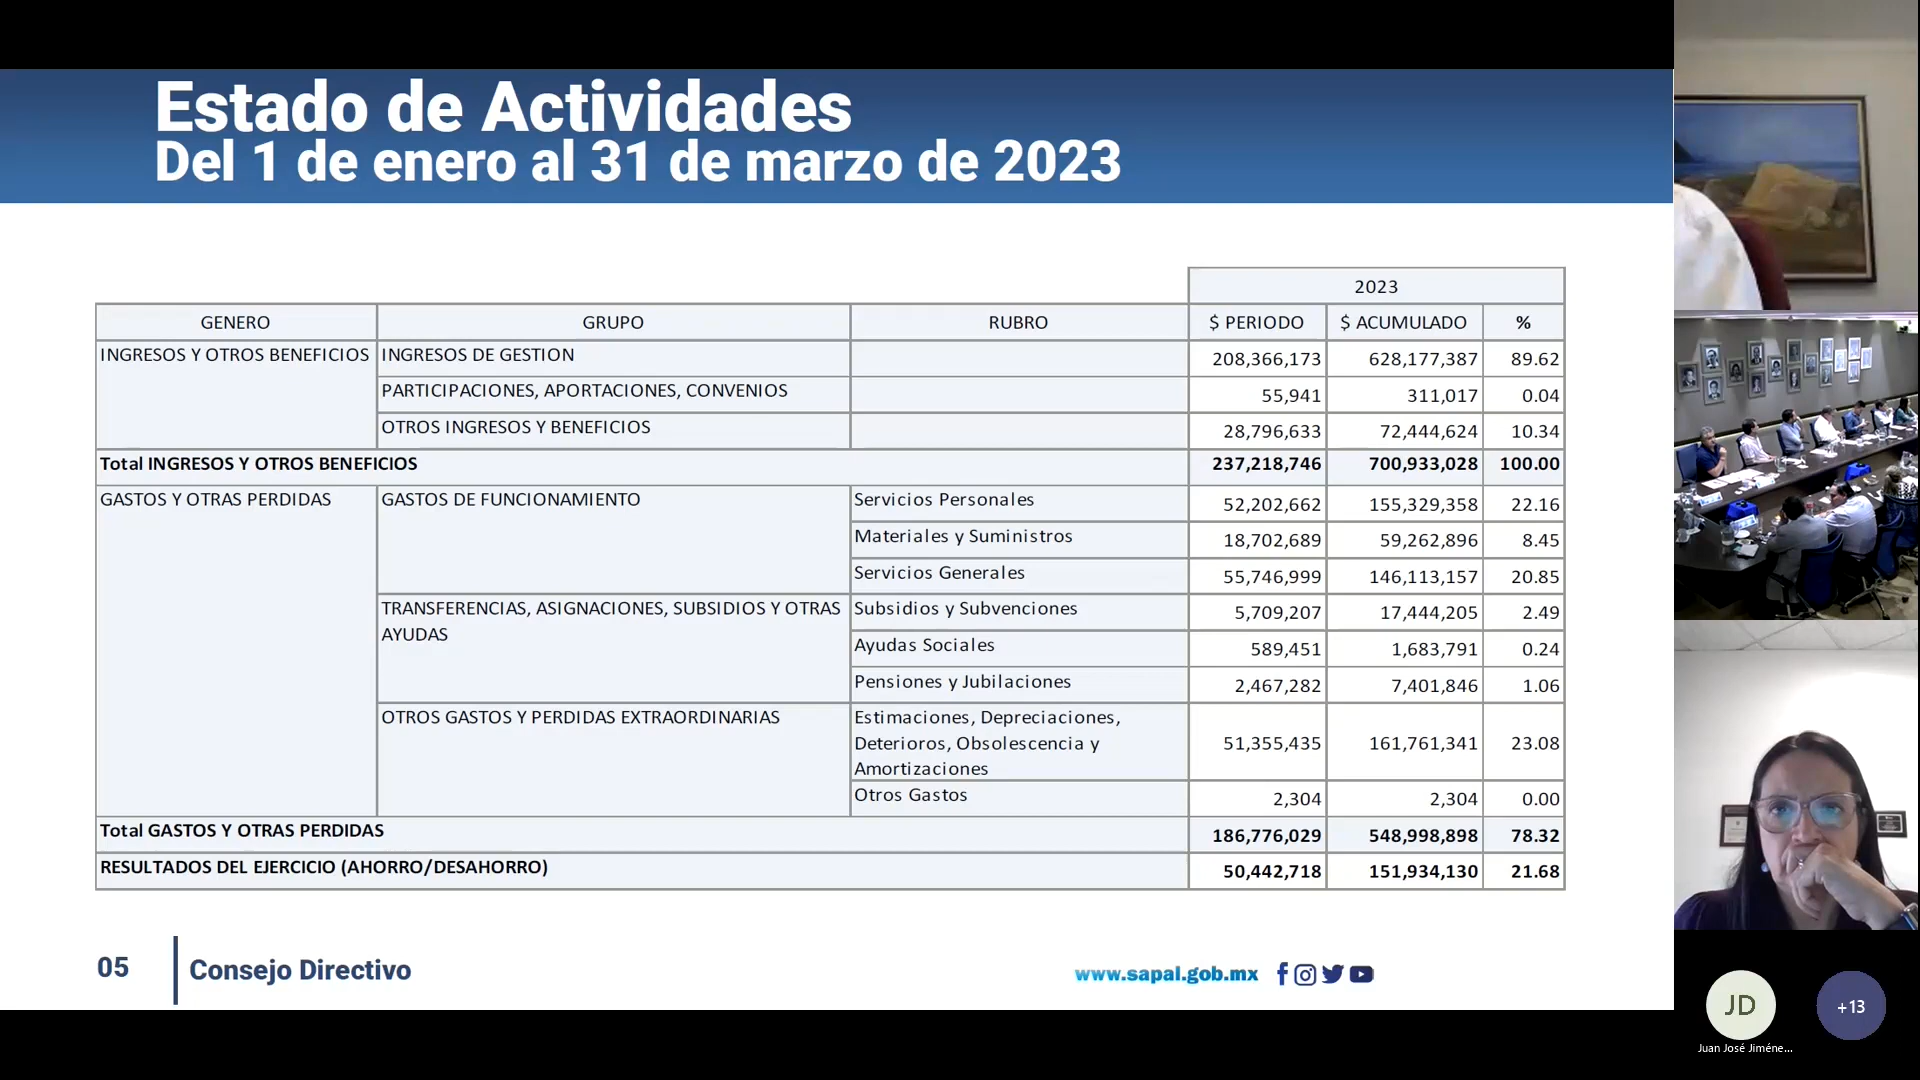 Estado de Actividades
Del 1 de enero al 31 de marzo de 2023
2023
GENERO GRUPO RUBRO $ PERIODO $ ACUMULADO %
INGRESOS Y OTROS BENEFICIOS INGRESOS DE GESTION 208,366,173 628,177,387 89.62
PARTICIPACIONES, APORTACIONES, CONVENIOS 55,941 311,017 0.04
OTROS INGRESOS Y BENEFICIOS 28,796,633 72,444,624 10.34
Total INGRESOS Y OTROS BENEFICIOS 237,218,746 700,933,028 100.00
GASTOS Y OTRAS PERDIDAS GASTOS DE FUNCIONAMIENTO Servicios Personales 52,202,662 155,329,358 22.16
Materiales y Suministros 18,702,689 59,262,896 8.45
Servicios Generales 55,746,999 146,113,157 20.85
TRANSFERENCIAS, ASIGNACIONES, SUBSIDIOS Y OTRAS
AYUDAS
Subsidios y Subvenciones 5,709,207 17,444,205 2.49
Ayudas Sociales 589,451 1,683,791 0.24
Pensiones y Jubilaciones 2,467,282 7,401,846 1.06
OTROS GASTOS Y PERDIDAS EXTRAORDINARIAS
Estimaciones, Depreciaciones,
Deterioros, Obsolescencia y
Amortizaciones
51,355,435 161,761,341 23.08
Otros Gastos 2,304 2,304 0.00
Total GASTOS Y OTRAS PERDIDAS 186,776,029 548,998,898 78.32
RESULTADOS DEL EJERCICIO (AHORRO/DESAHORRO) 50,442,718 151,934,130 21.68
05 Consejo Directivo
www.sapal.gob.mx
JD
+13
Juan José Jiméne...